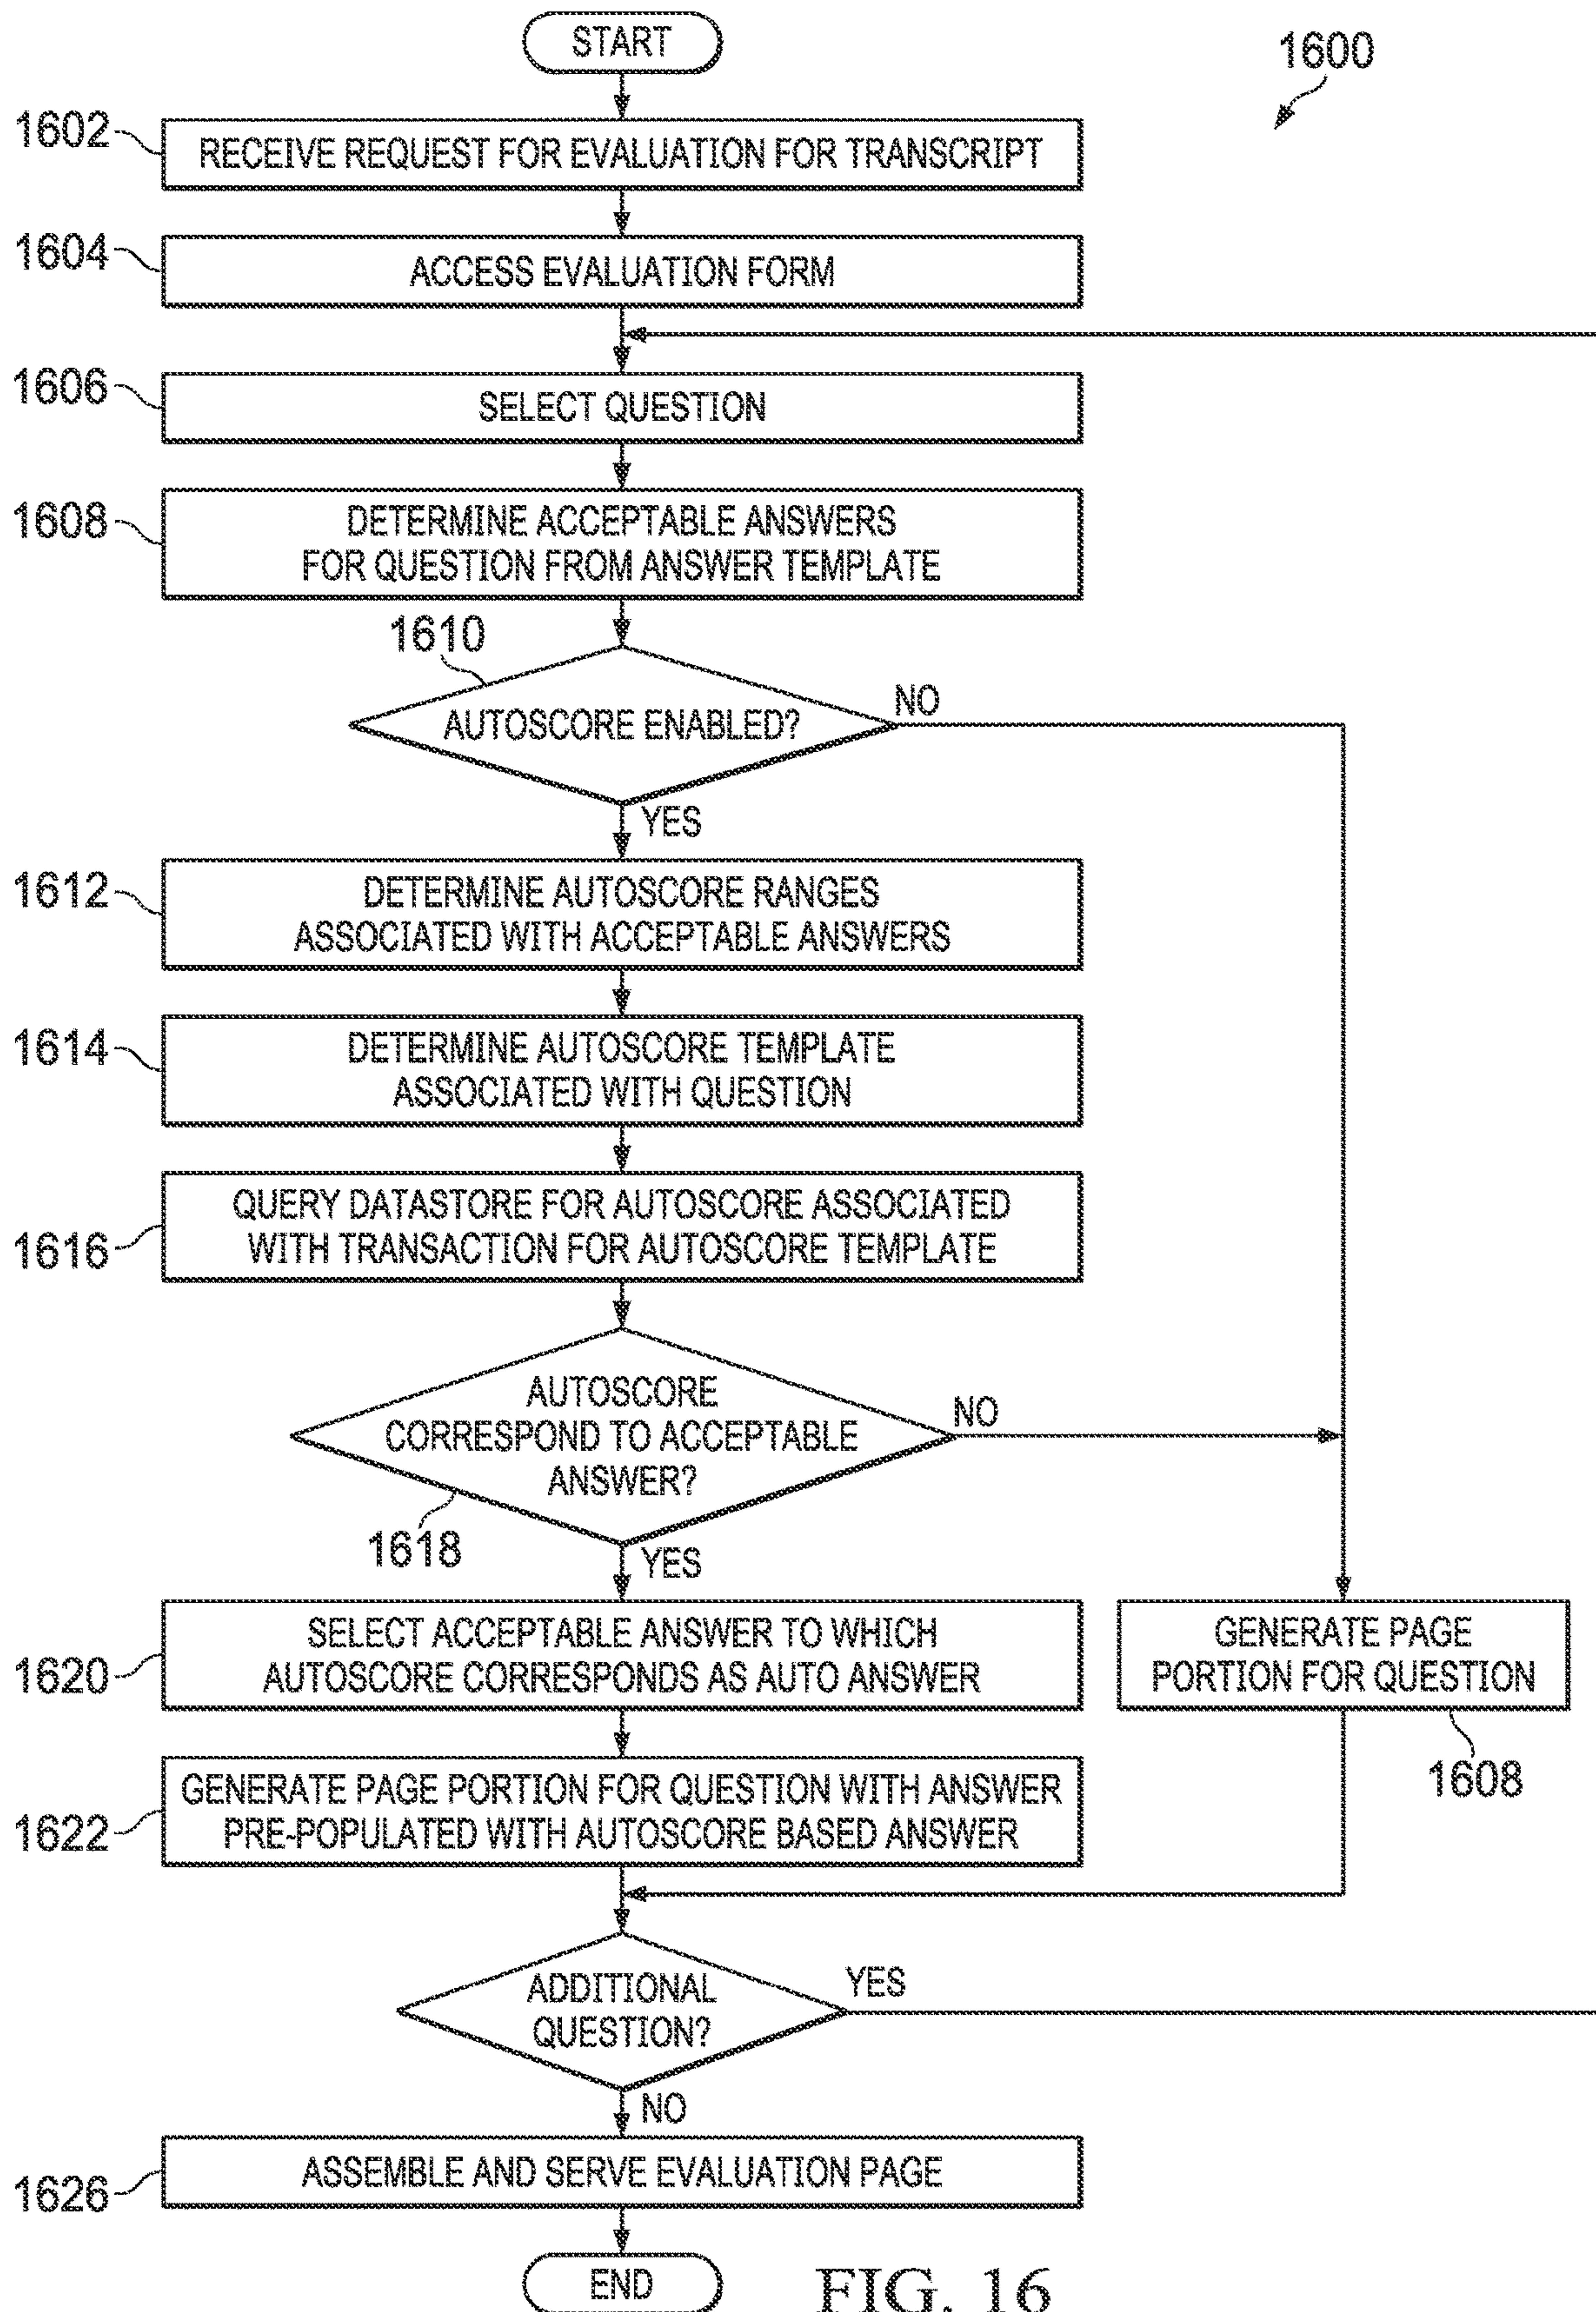 START
1600
1602
RECEIVE REQUEST FOR EVALUATION FOR TRANSCRIPT
1604
ACCESS EVALUATION FORM
1606
SELECT QUESTION
1608
DETERMINE ACCEPTABLE ANSWERS
FOR QUESTION FROM ANSWER TEMPLATE
1610
AUTOSCORE ENABLED?
NO
YES
1612
DETERMINE AUTOSCORE RANGES
ASSOCIATED WITH ACCEPTABLE ANSWERS
1614
DETERMINE AUTOSCORE TEMPLATE
ASSOCIATED WITH QUESTION
1616
QUERY DATASTORE FOR AUTOSCORE ASSOCIATED
WITH TRANSACTION FOR AUTOSCORE TEMPLATE
AUTOSCORE
CORRESPOND TO ACCEPTABLE
ANSWER?
NO
1618
YES
1620
SELECT ACCEPTABLE ANSWER TO WHICH
AUTOSCORE CORRESPONDS AS AUTO ANSWER
GENERATE PAGE
PORTION FOR QUESTION
1608
1622
GENERATE PAGE PORTION FOR QUESTION WITH ANSWER
PRE-POPULATED WITH AUTOSCORE BASED ANSWER
ADDITIONAL
QUESTION?
YES
NO
1626
ASSEMBLE AND SERVE EVALUATION PAGE
END
FIG. 16